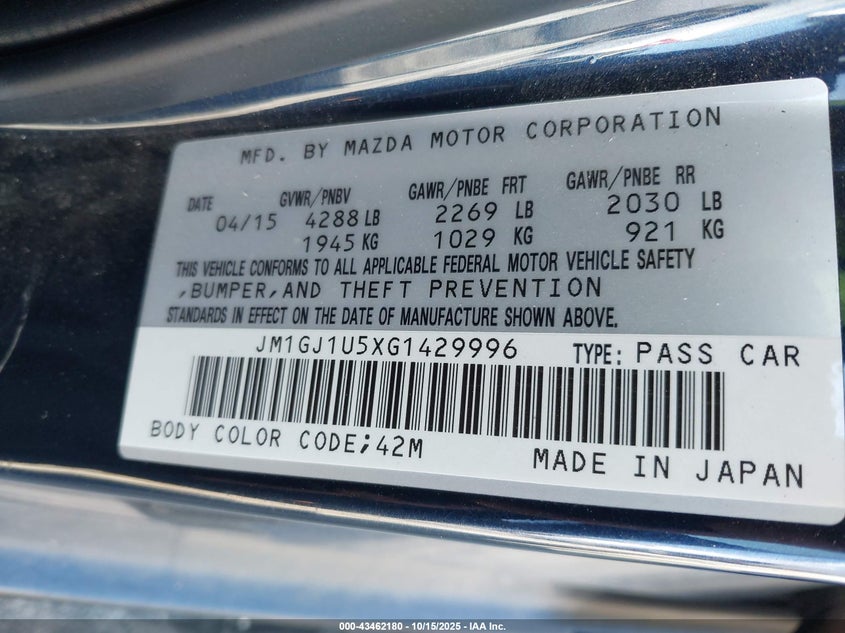 MFD. BY MAZDA MOTOR CORPORATION
DATE GVWR/PNBV GAWR/PNBE FRT GAWR/PNBE RR
04/15 4288 LB 2269 LB 2030 LB
1945 KG 1029 KG 921 KG
THIS VEHICLE CONFORMS TO ALL APPLICABLE FEDERAL MOTOR VEHICLE SAFETY
,BUMPER,AND THEFT PREVENTION
STANDARDS IN EFFECT ON THE DATE OF MANUFACTURE SHOWN ABOVE.
JM1GJ1U5XG1429996 TYPE: PASS CAR
BODY COLOR CODE;42M
MADE IN JAPAN
000-43462180 - 10/15/2025 - IAA Inc.